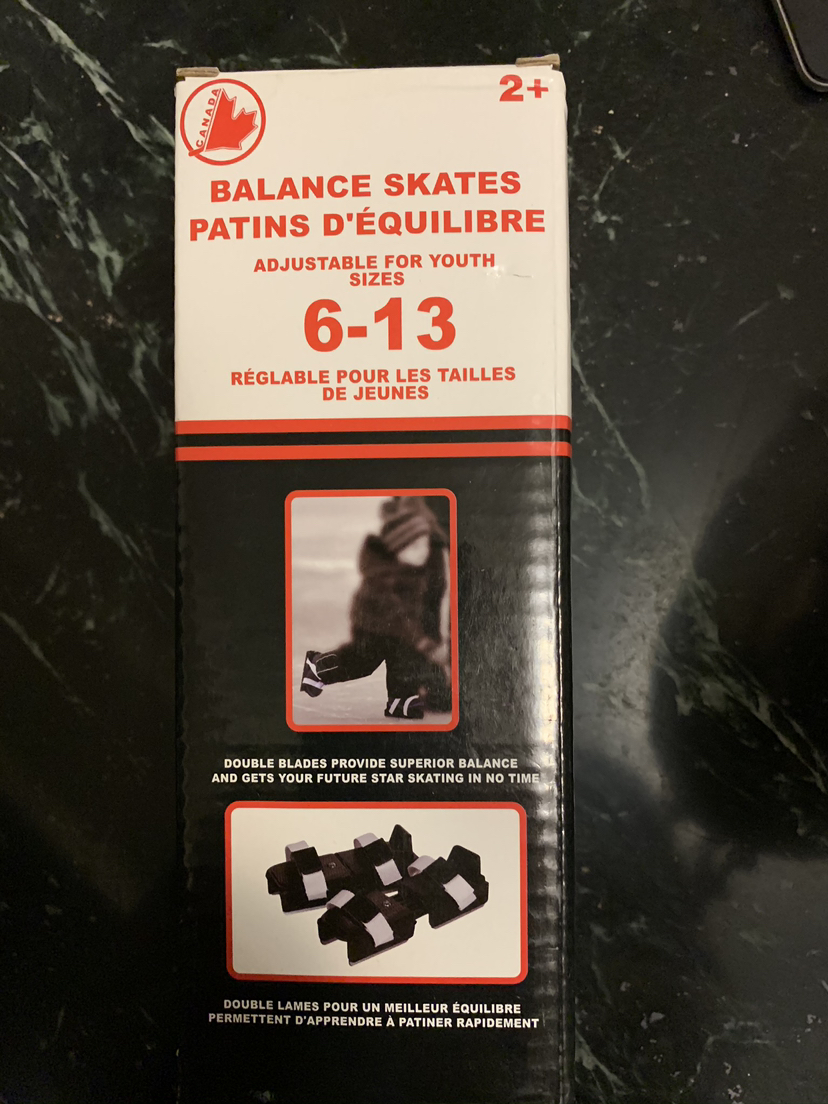 CANADA
2+
BALANCE SKATES
PATINS D'ÉQUILIBRE
ADJUSTABLE FOR YOUTH
SIZES
6-13
RÉGLABLE POUR LES TAILLES
DE JEUNES
DOUBLE BLADES PROVIDE SUPERIOR BALANCE
AND GETS YOUR FUTURE STAR SKATING IN NO TIME
DOUBLE LAMES POUR UN MEILLEUR ÉQUILIBRE
PERMETTENT D'APPRENDRE À PATINER RAPIDEMENT